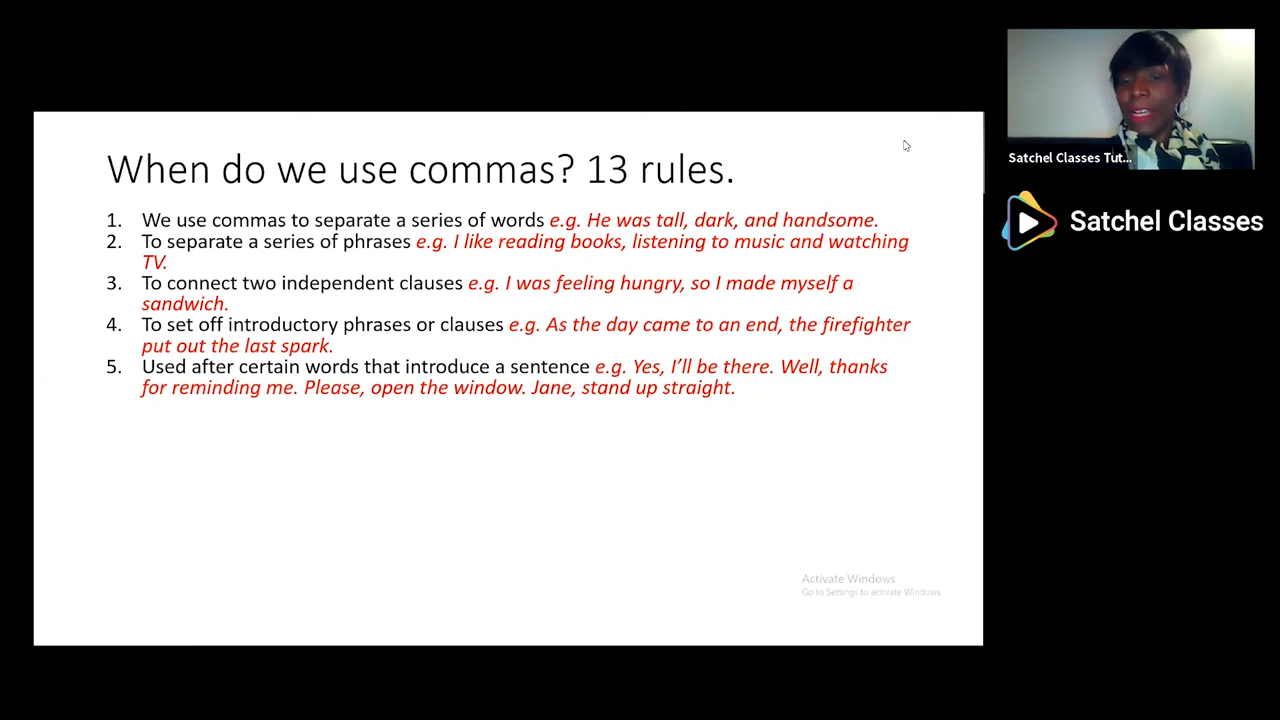 When do we use commas? 13 rules.
1. We use commas to separate a series of words e.g. He was tall, dark, and handsome.
2. To separate a series of phrases e.g. I like reading books, listening to music and watching
TV.
3. To connect two independent clauses e.g. I was feeling hungry, so I made myself a
sandwich.
4. To set off introductory phrases or clauses e.g. As the day came to an end, the firefighter
put out the last spark.
5. Used after certain words that introduce a sentence e.g. Yes, I’ll be there. Well, thanks
for reminding me. Please, open the window. Jane, stand up straight.
Activate Windows
Go to Settings to activate Windows.
Satchel Classes Tut...
Satchel Classes